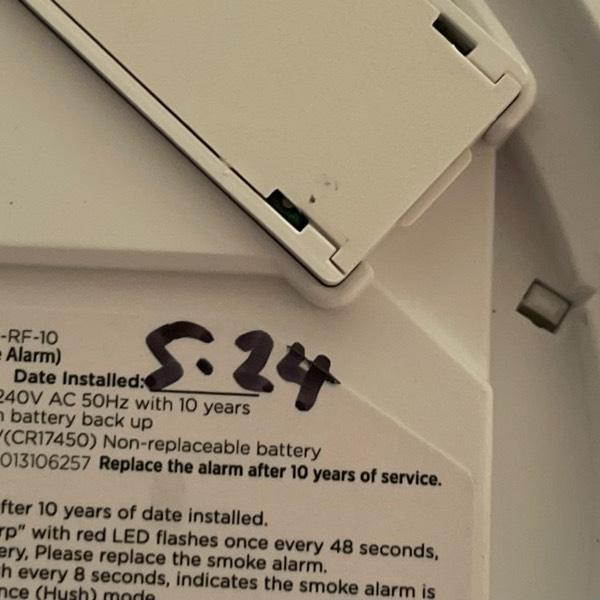 -RF-10
Alarm)
Date Installed: 5.24
240V AC 50Hz with 10 years
battery back up
(CR17450) Non-replaceable battery
013106257 Replace the alarm after 10 years of service.
fter 10 years of date installed.
rp" with red LED flashes once every 48 seconds,
ery, Please replace the smoke alarm.
h every 8 seconds, indicates the smoke alarm is
nce (Hush) mode